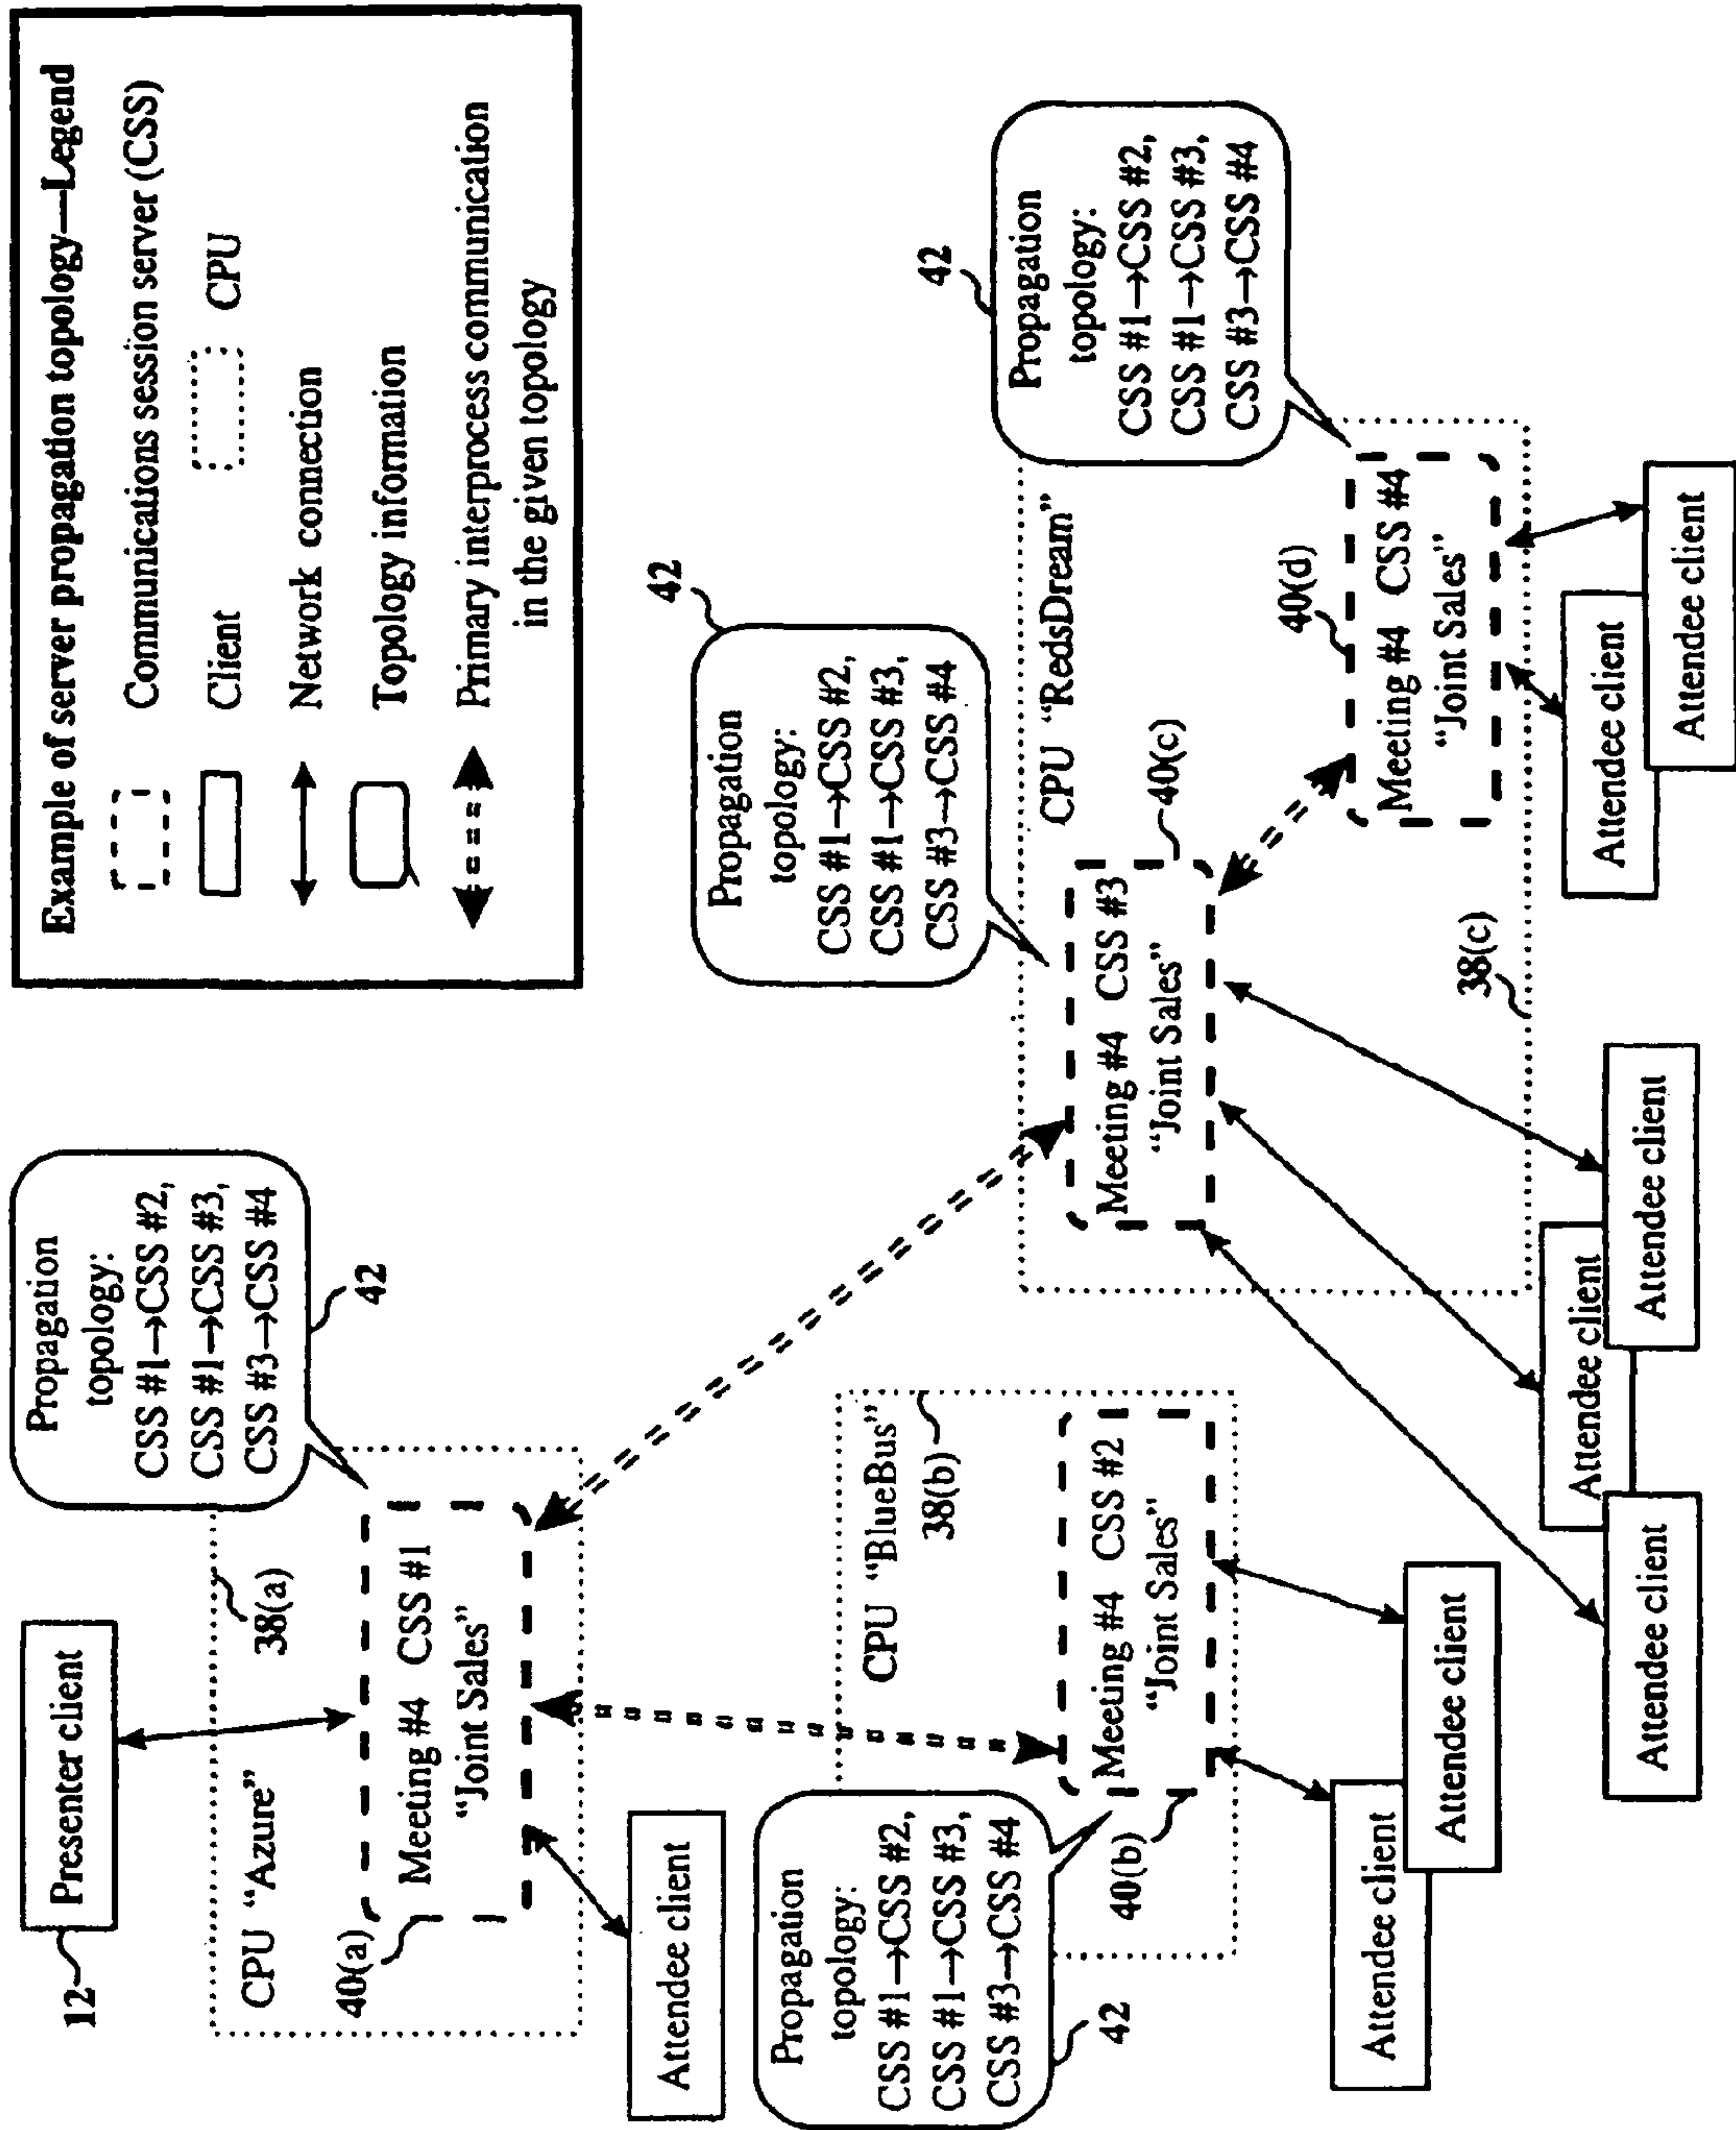 Example of server propagation topology—Legend
Communications session server (CSS)
Client
CPU
Network connection
Topology information
Primary interprocess communication
in the given topology
12
Presenter client
38(a)
CPU "Azure"
Propagation
topology:
CSS #1→CSS #2,
CSS #1→CSS #3,
CSS #3→CSS #4
42
40(a)
Meeting #4 CSS #1
"Joint Sales"
Attendee client
Propagation
topology:
CSS #1→CSS #2,
CSS #1→CSS #3,
CSS #3→CSS #4
42
CPU "BlueBus"
38(b)
40(b)
Meeting #4 CSS #2
"Joint Sales"
Attendee client
Attendee client
Propagation
topology:
CSS #1→CSS #2,
CSS #1→CSS #3,
CSS #3→CSS #4
42
CPU "RedsDream"
40(c)
Meeting #4 CSS #3
"Joint Sales"
38(c)
Attendee client
Attendee client
Attendee client
Propagation
topology:
CSS #1→CSS #2,
CSS #1→CSS #3,
CSS #3→CSS #4
42
40(d)
Meeting #4 CSS #4
"Joint Sales"
Attendee client
Attendee client